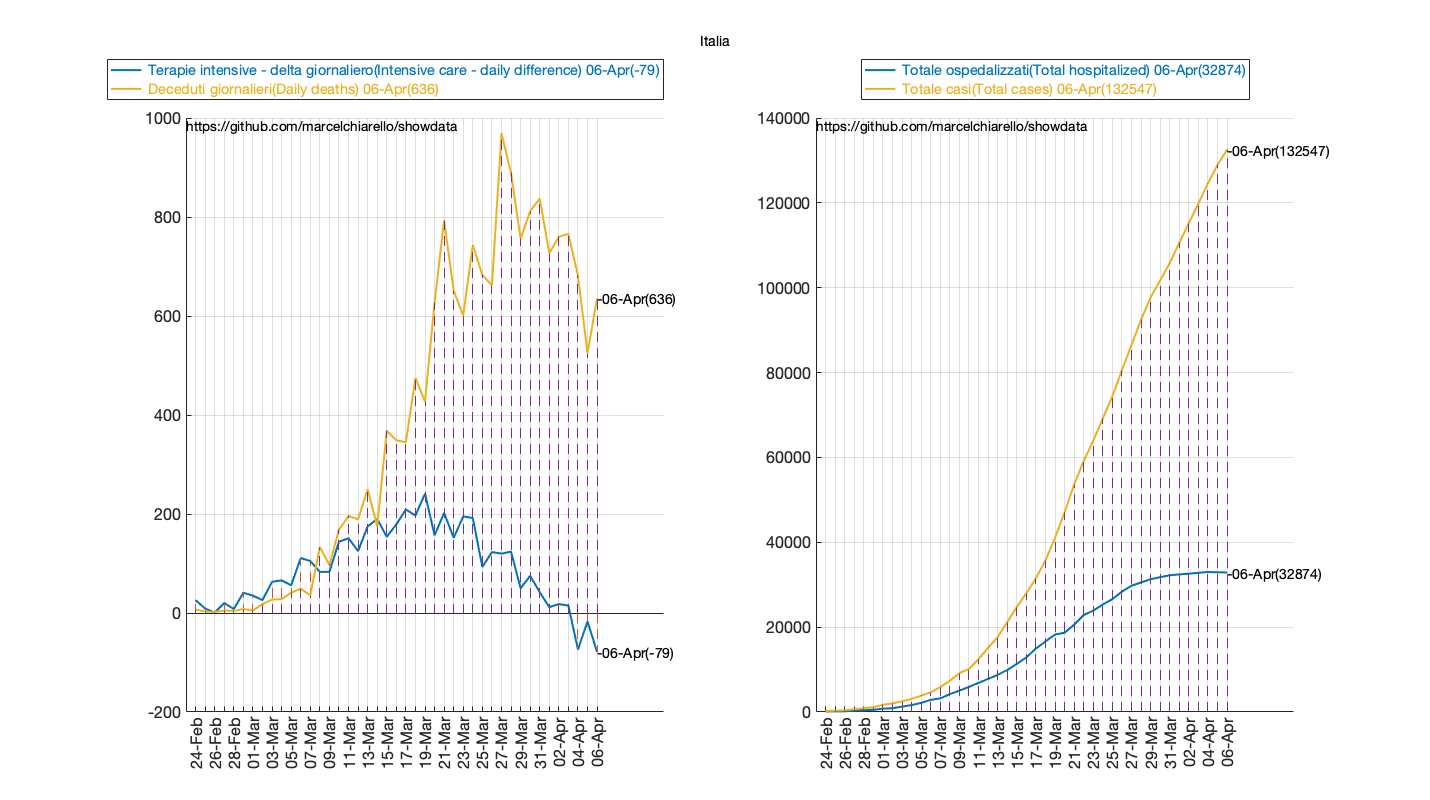 Italia
Terapie intensive - delta giornaliero(Intensive care - daily difference) 06-Apr(-79)
Deceduti giornalieri(Daily deaths) 06-Apr(636)
https://github.com/marcelchiarello/showdata
1000
800
600
400
200
0
-200
-06-Apr(636)
-06-Apr(-79)
24-Feb
26-Feb
28-Feb
01-Mar
03-Mar
05-Mar
07-Mar
09-Mar
11-Mar
13-Mar
15-Mar
17-Mar
19-Mar
21-Mar
23-Mar
25-Mar
27-Mar
29-Mar
31-Mar
02-Apr
04-Apr
06-Apr
Totale ospedalizzati(Total hospitalized) 06-Apr(32874)
Totale casi(Total cases) 06-Apr(132547)
https://github.com/marcelchiarello/showdata
140000
120000
100000
80000
60000
40000
20000
0
-06-Apr(132547)
-06-Apr(32874)
24-Feb
26-Feb
28-Feb
01-Mar
03-Mar
05-Mar
07-Mar
09-Mar
11-Mar
13-Mar
15-Mar
17-Mar
19-Mar
21-Mar
23-Mar
25-Mar
27-Mar
29-Mar
31-Mar
02-Apr
04-Apr
06-Apr